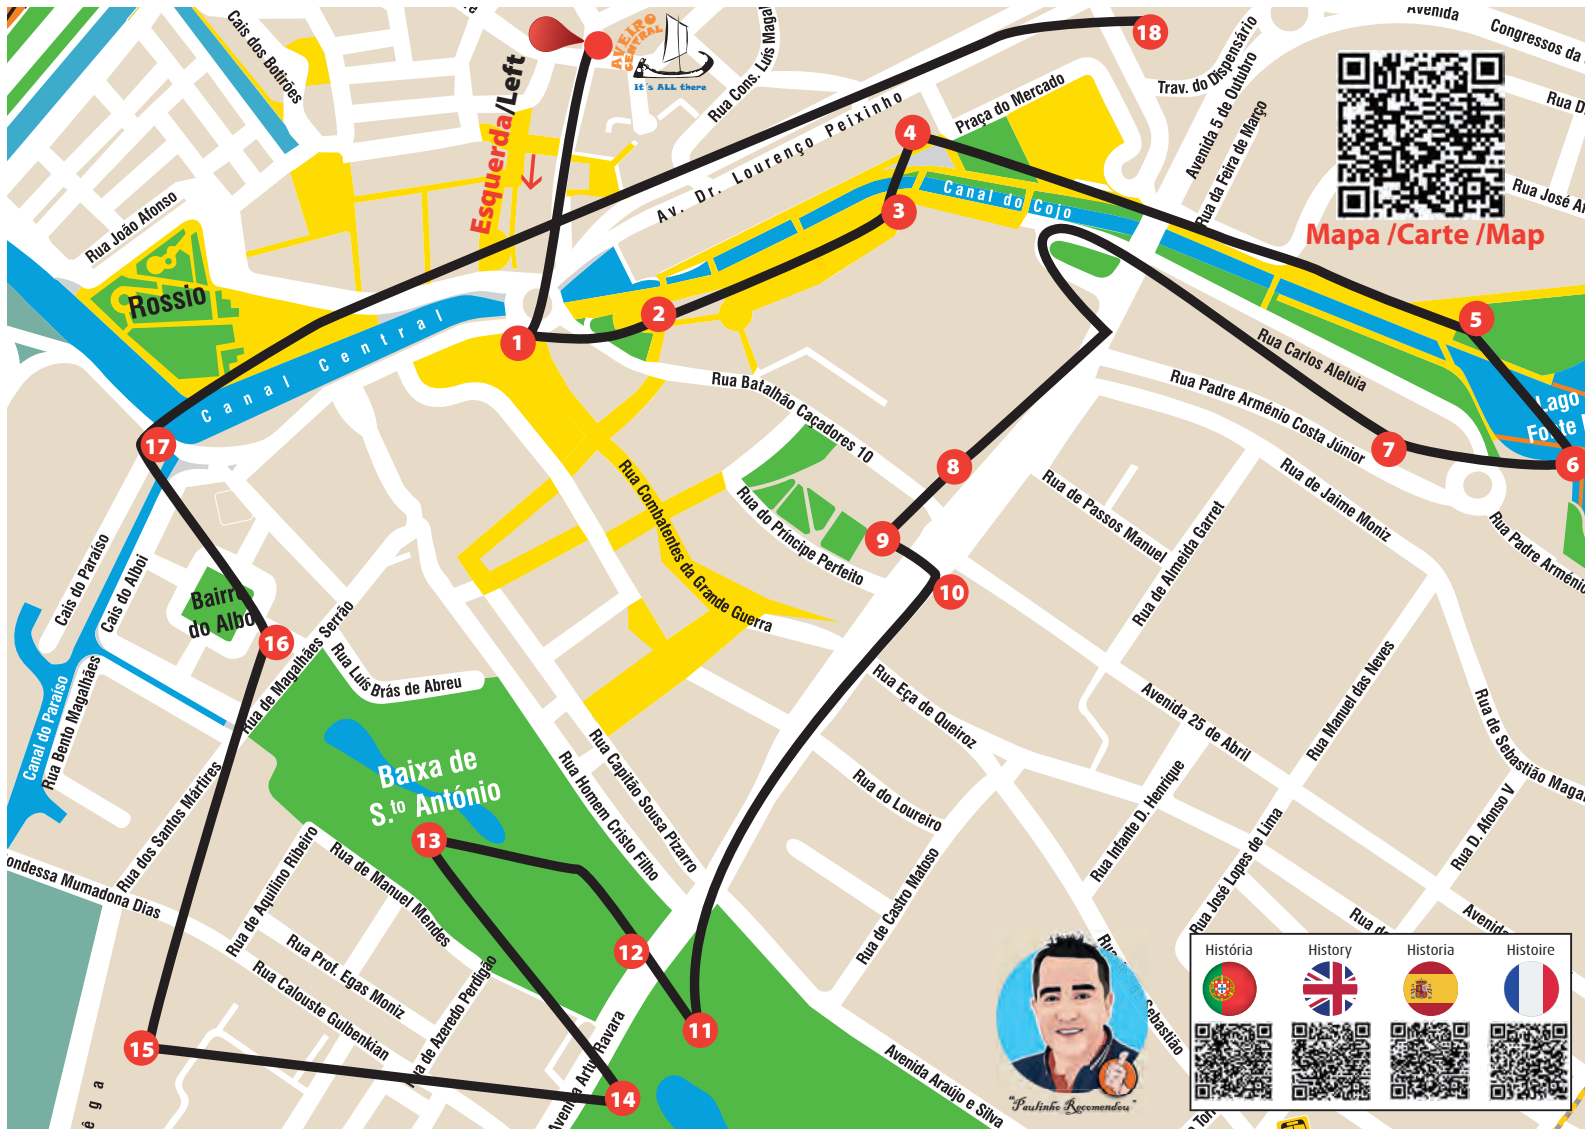 Cais dos Botirões
AVEIRO
CENTRAL
It's ALL there
Esquerda/Left
Rua Cons. Luís Magal
18
Avenida
Congressos da
Trav. do Dispensário
Avenida 5 de Outubro
Rua da Feira de Março
Rua D.
Rua José
Mapa /Carte /Map
Av. Dr. Lourenço Peixinho
Praça do Mercado
4
3
Canal do Cojo
Rua João Afonso
Rossio
Canal Central
1
2
5
Rua Carlos Aleluia
Lago
Fonte
6
7
Rua Padre Arménio Costa Júnior
Rua Batalhão Caçadores 10
8
9
10
Rua do Príncipe Perfeito
Rua Combatentes da Grande Guerra
Rua de Passos Manuel
Rua de Almeida Garret
Rua de Jaime Moniz
Rua Padre Arménio
17
Cais do Paraíso
Cais do Alboi
Bairro
do Alboi
16
Rua de Magalhães Serrão
Rua Luís Brás de Abreu
Canal do Paraíso
Rua Bento Magalhães
Rua dos Santos Mártires
Baixa de
S.to António
13
Rua Homem Cristo Filho
Rua Capitão Sousa Pizarro
Rua Eça de Queiroz
Avenida 25 de Abril
Rua Manuel das Neves
Rua de Sebastião Magal
Rua do Loureiro
Rua de Castro Matoso
Rua Infante D. Henrique
Rua José Lopes de Lima
Rua D. Afonso V
Avenida
Rua de
ondessa Mumadona Dias
Rua de Aquilino Ribeiro
Rua de Manuel Mendes
Rua Prof. Egas Moniz
Rua Calouste Gulbenkian
Rua de Azeredo Perdigão
12
11
14
15
Avenida Artur Ravara
Avenida Araújo e Silva
Sebastião
êga
"Paulinho Recomendou"
História
History
Historia
Histoire